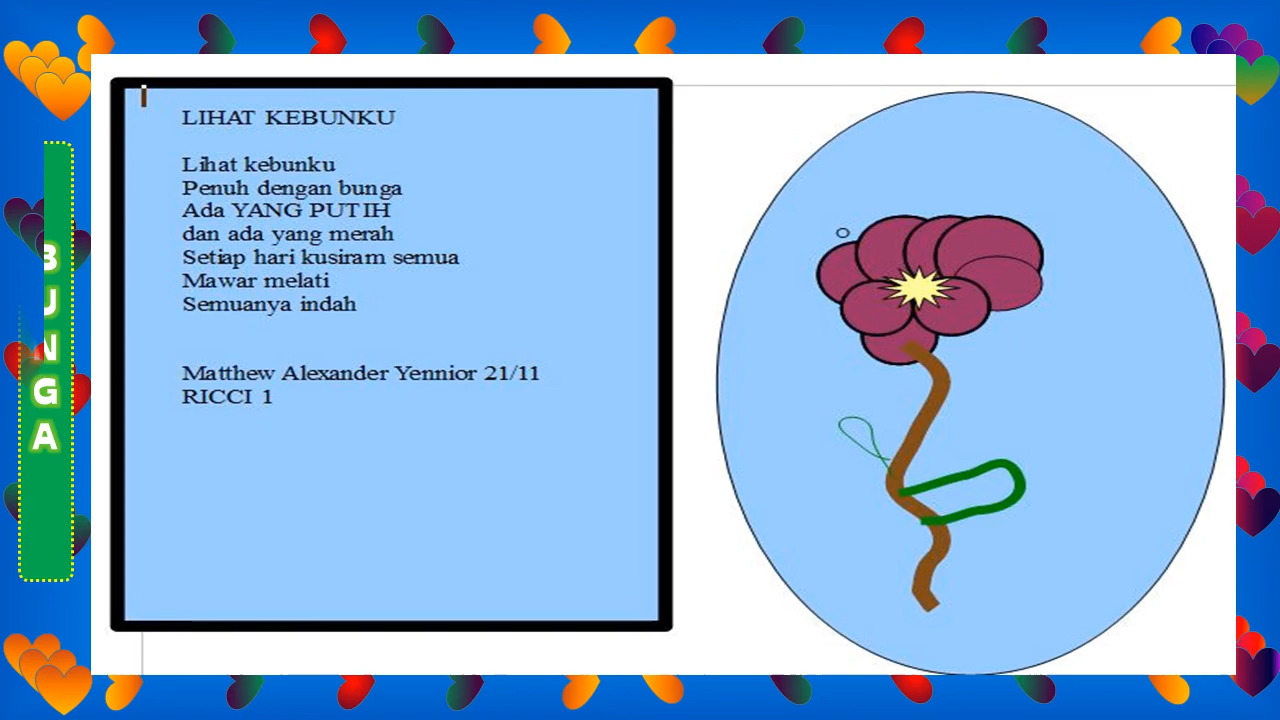 B
U
N
G
A
LIHAT KEBUNKU
Lihat kebunku
Penuh dengan bunga
Ada YANG PUTIH
dan ada yang merah
Setiap hari kusiram semua
Mawar melati
Semuanya indah
Matthew Alexander Yennior 21/11
RICCI 1